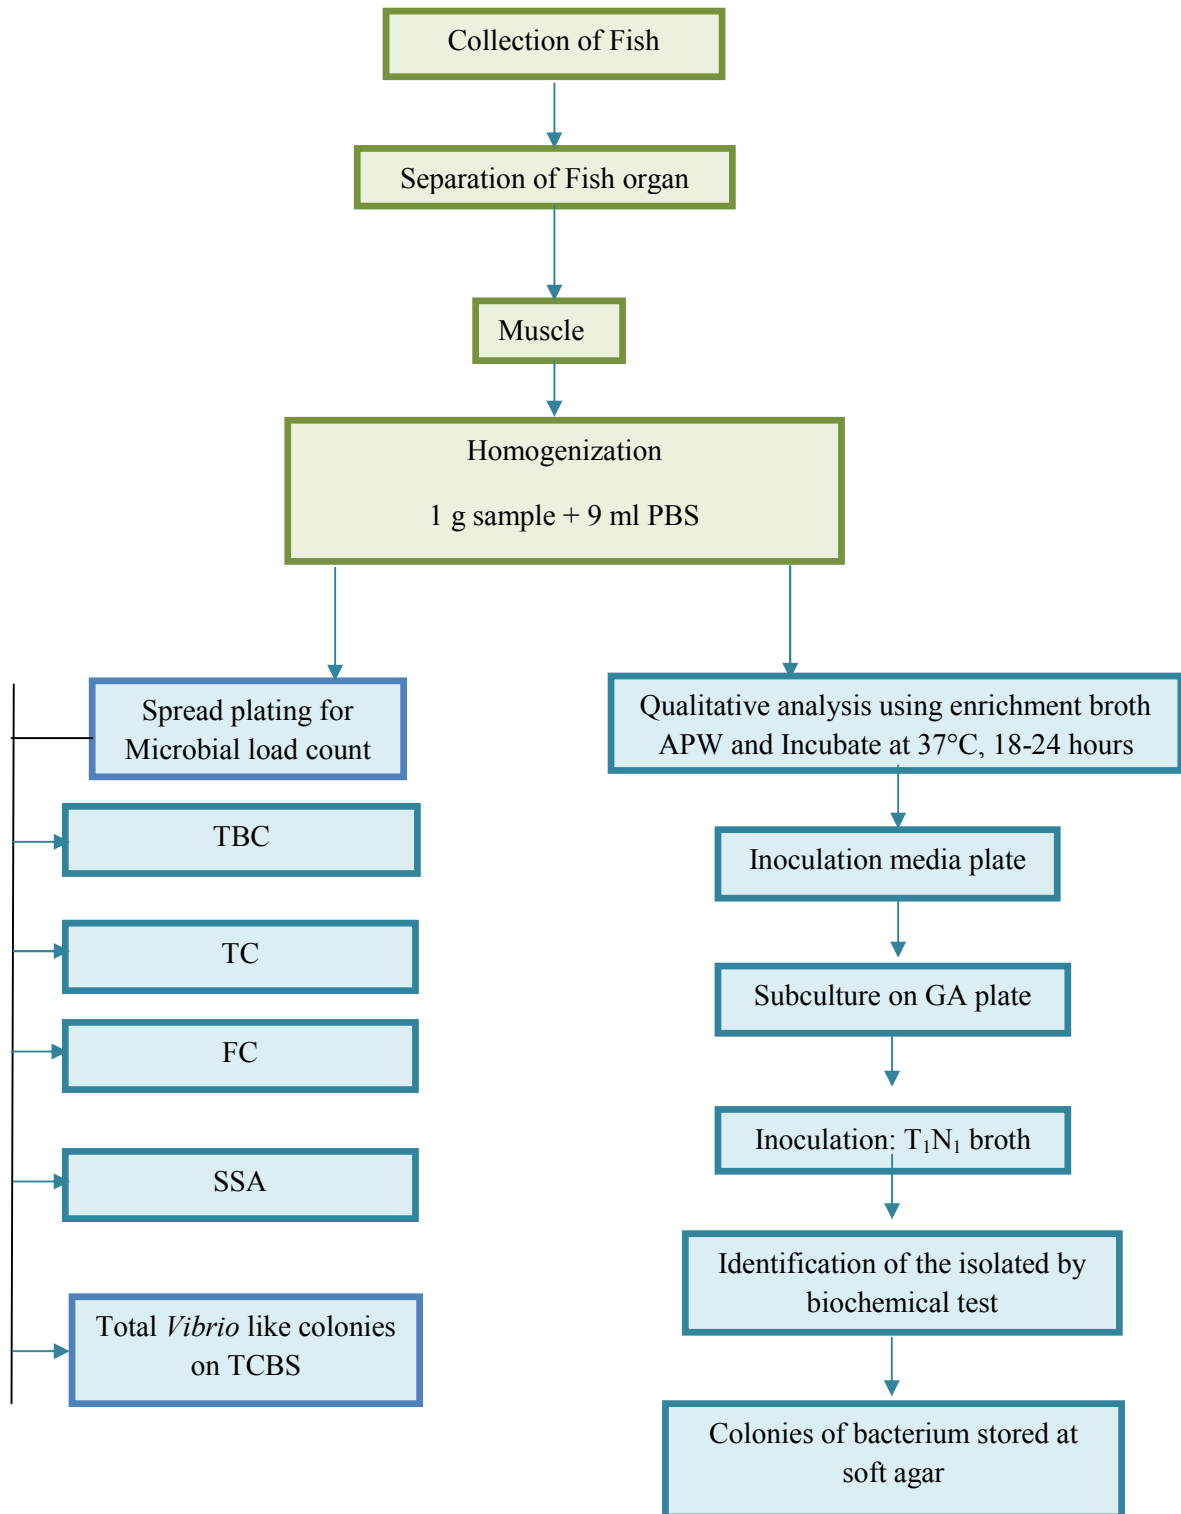 Collection of Fish
Separation of Fish organ
Muscle
Homogenization
1 g sample + 9 ml PBS
Spread plating for
Microbial load count
TBC
TC
FC
SSA
Total Vibrio like colonies
on TCBS
Qualitative analysis using enrichment broth
APW and Incubate at 37°C, 18-24 hours
Inoculation media plate
Subculture on GA plate
Inoculation: T₁N₁ broth
Identification of the isolated by
biochemical test
Colonies of bacterium stored at
soft agar